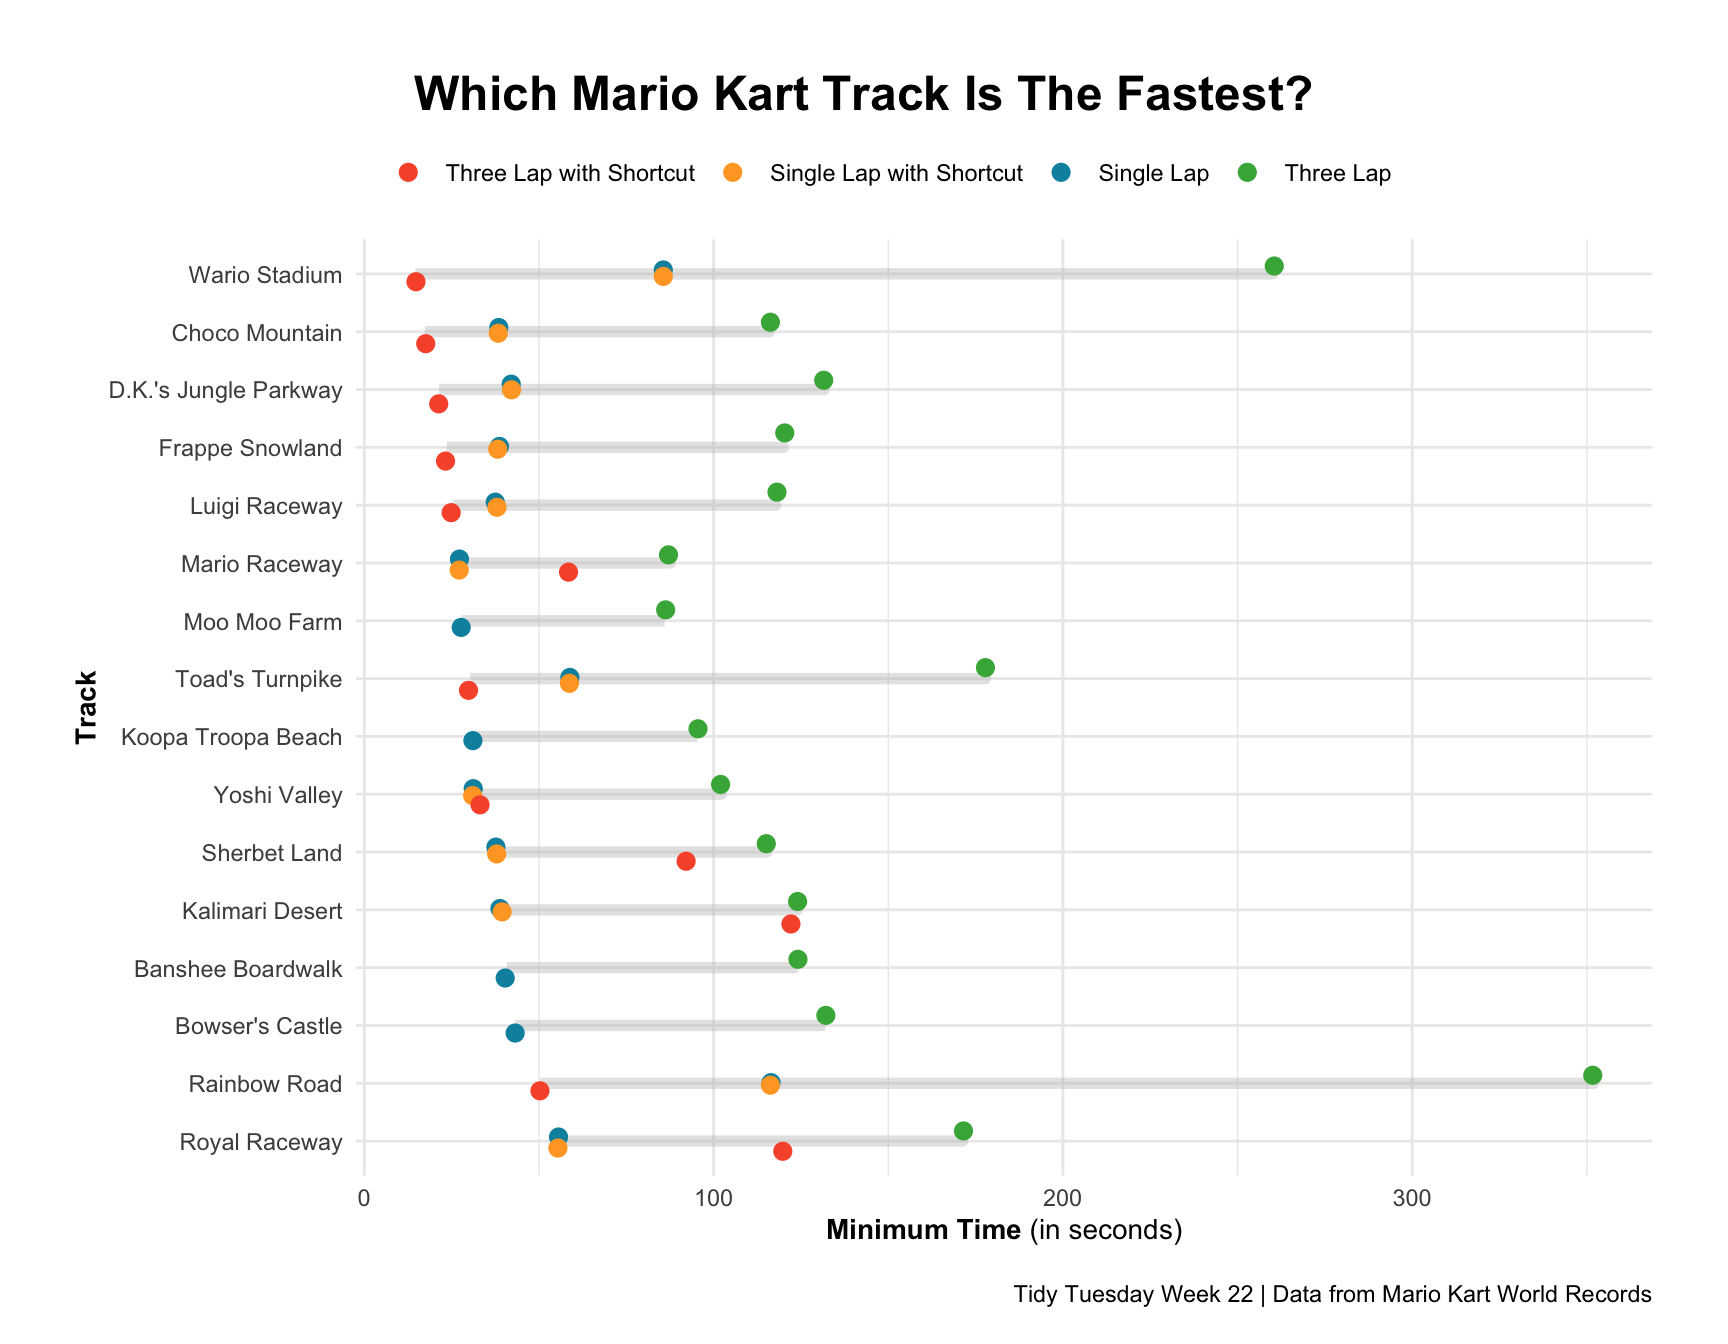 Which Mario Kart Track Is The Fastest?
Three Lap with Shortcut Single Lap with Shortcut Single Lap Three Lap
Track
Wario Stadium
Choco Mountain
D.K.'s Jungle Parkway
Frappe Snowland
Luigi Raceway
Mario Raceway
Moo Moo Farm
Toad's Turnpike
Koopa Troopa Beach
Yoshi Valley
Sherbet Land
Kalimari Desert
Banshee Boardwalk
Bowser's Castle
Rainbow Road
Royal Raceway
0 100 200 300
Minimum Time (in seconds)
Tidy Tuesday Week 22 | Data from Mario Kart World Records